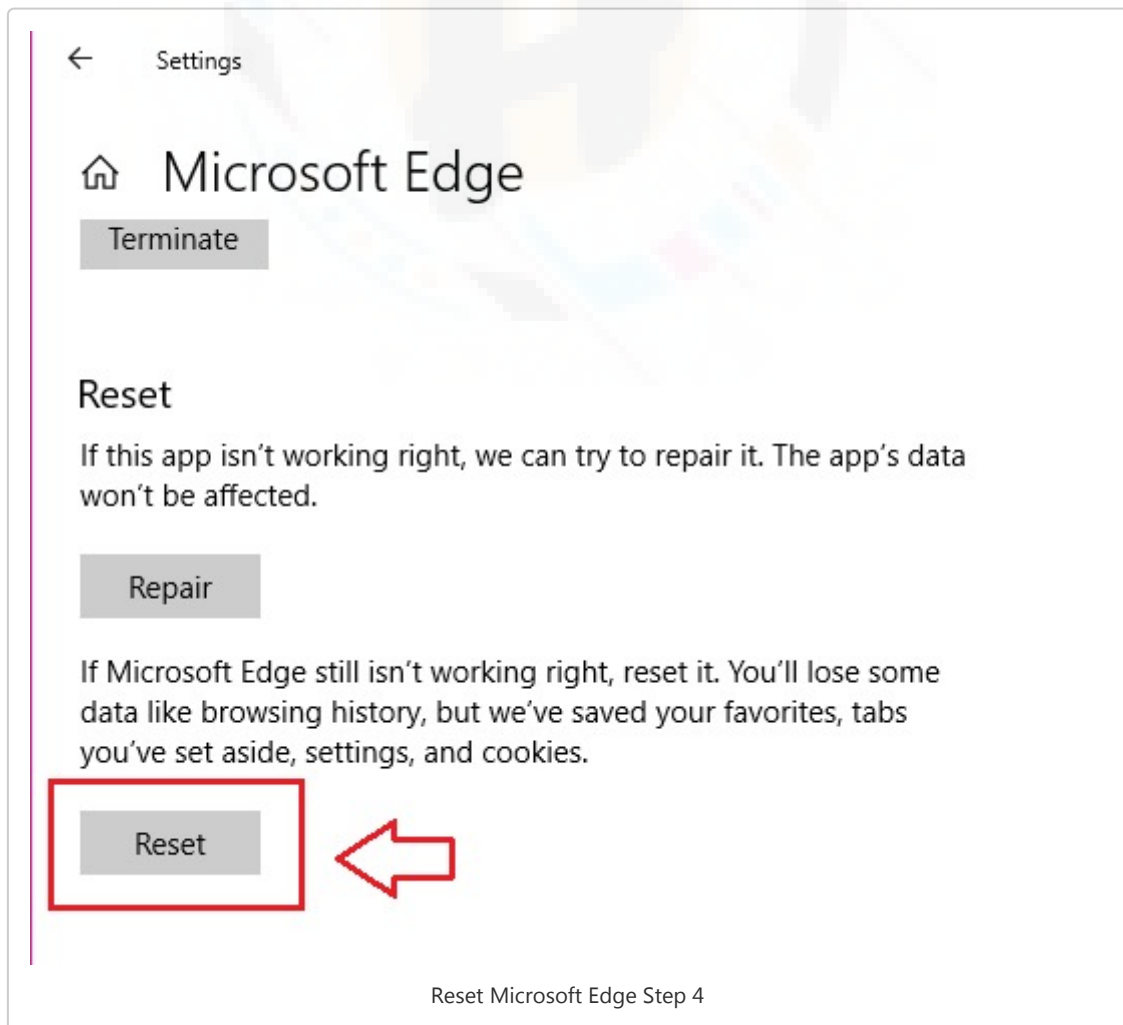 Settings
Microsoft Edge
Terminate
Reset
If this app isn't working right, we can try to repair it. The app's data
won't be affected.
Repair
If Microsoft Edge still isn't working right, reset it. You'll lose some
data like browsing history, but we've saved your favorites, tabs
you've set aside, settings, and cookies.
Reset
Reset Microsoft Edge Step 4